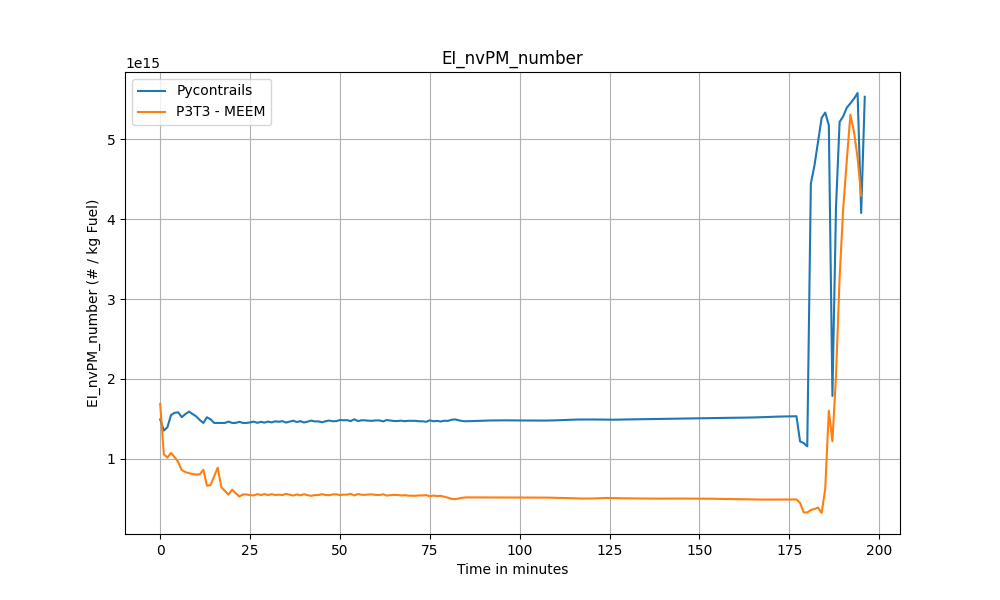 EI_nvPM_number
1e15
Pycontrails
P3T3 - MEEM
EI_nvPM_number (# / kg Fuel)
5
4
3
2
1
0 25 50 75 100 125 150 175 200
Time in minutes